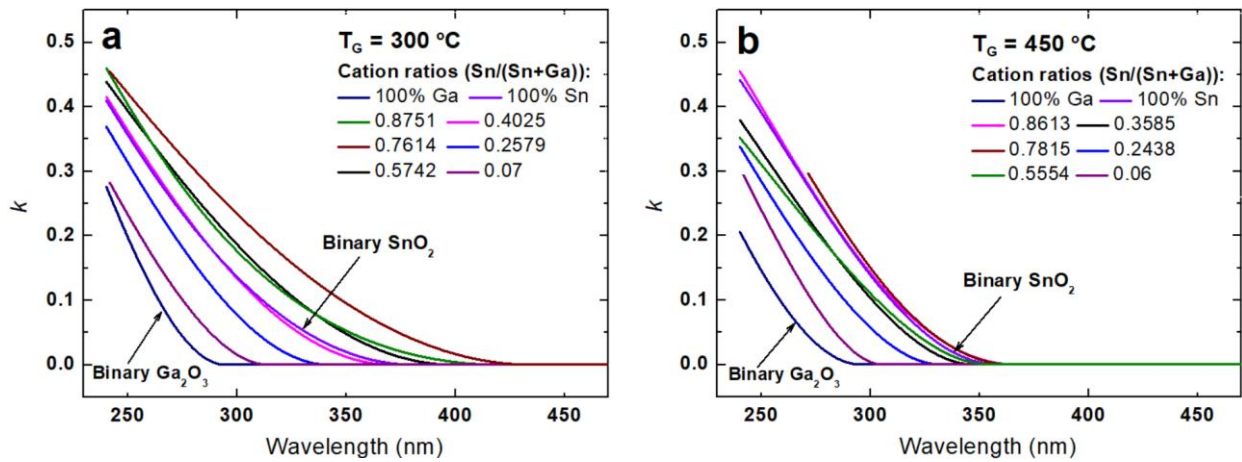 a
T_G = 300 °C
Cation ratios (Sn/(Sn+Ga)):
100% Ga 100% Sn
0.8751 0.4025
0.7614 0.2579
0.5742 0.07
Binary SnO₂
Binary Ga₂O₃
k
0.5
0.4
0.3
0.2
0.1
0.0
250 300 350 400 450
Wavelength (nm)
b
T_G = 450 °C
Cation ratios (Sn/(Sn+Ga)):
100% Ga 100% Sn
0.8613 0.3585
0.7815 0.2438
0.5554 0.06
Binary SnO₂
Binary Ga₂O₃
k
0.5
0.4
0.3
0.2
0.1
0.0
250 300 350 400 450
Wavelength (nm)